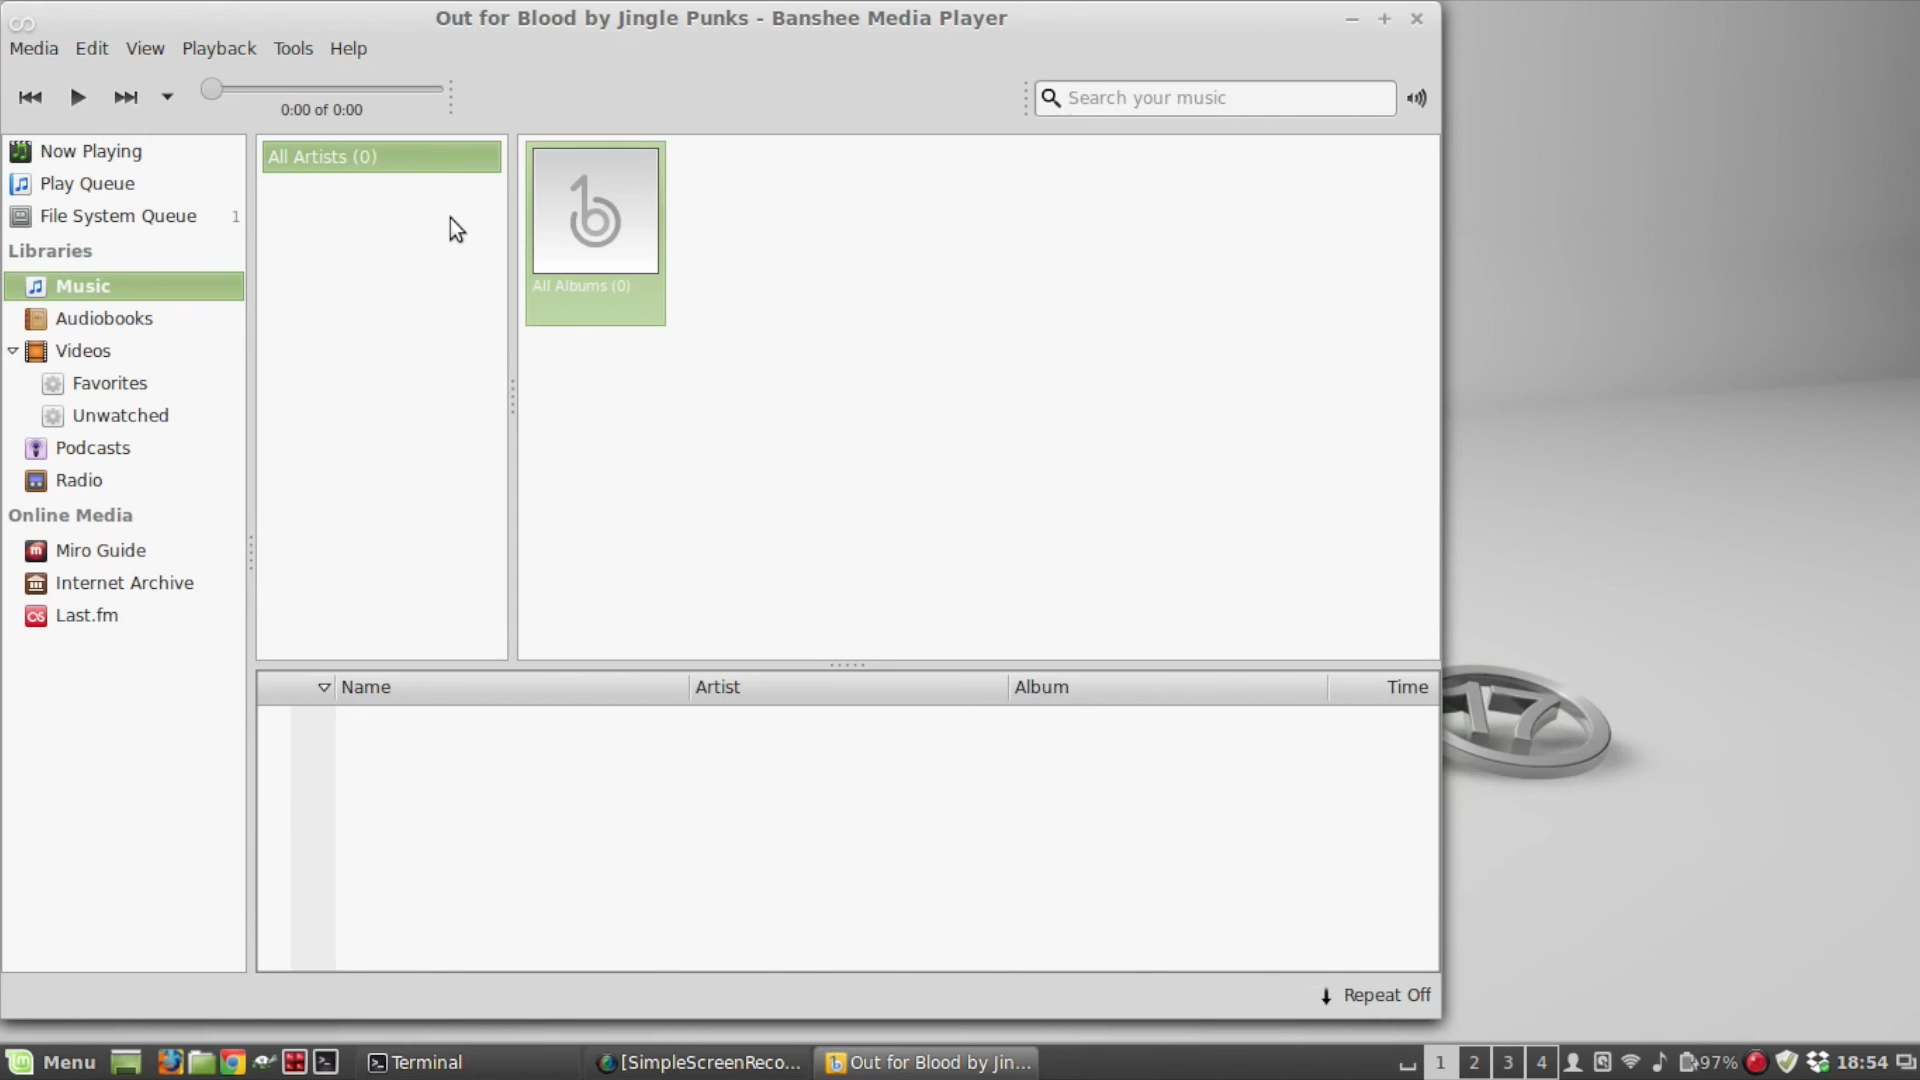 Out for Blood by Jingle Punks - Banshee Media Player
Media Edit View Playback Tools Help
0:00 of 0:00
Search your music
Now Playing
Play Queue
File System Queue 1
Libraries
Music
Audiobooks
Videos
Favorites
Unwatched
Podcasts
Radio
Online Media
Miro Guide
Internet Archive
Last.fm
All Artists (0)
All Albums (0)
Name Artist Album Time
Repeat Off
17
Menu Terminal [SimpleScreenReco... Out for Blood by Jin... 1 2 3 4 97% 18:54